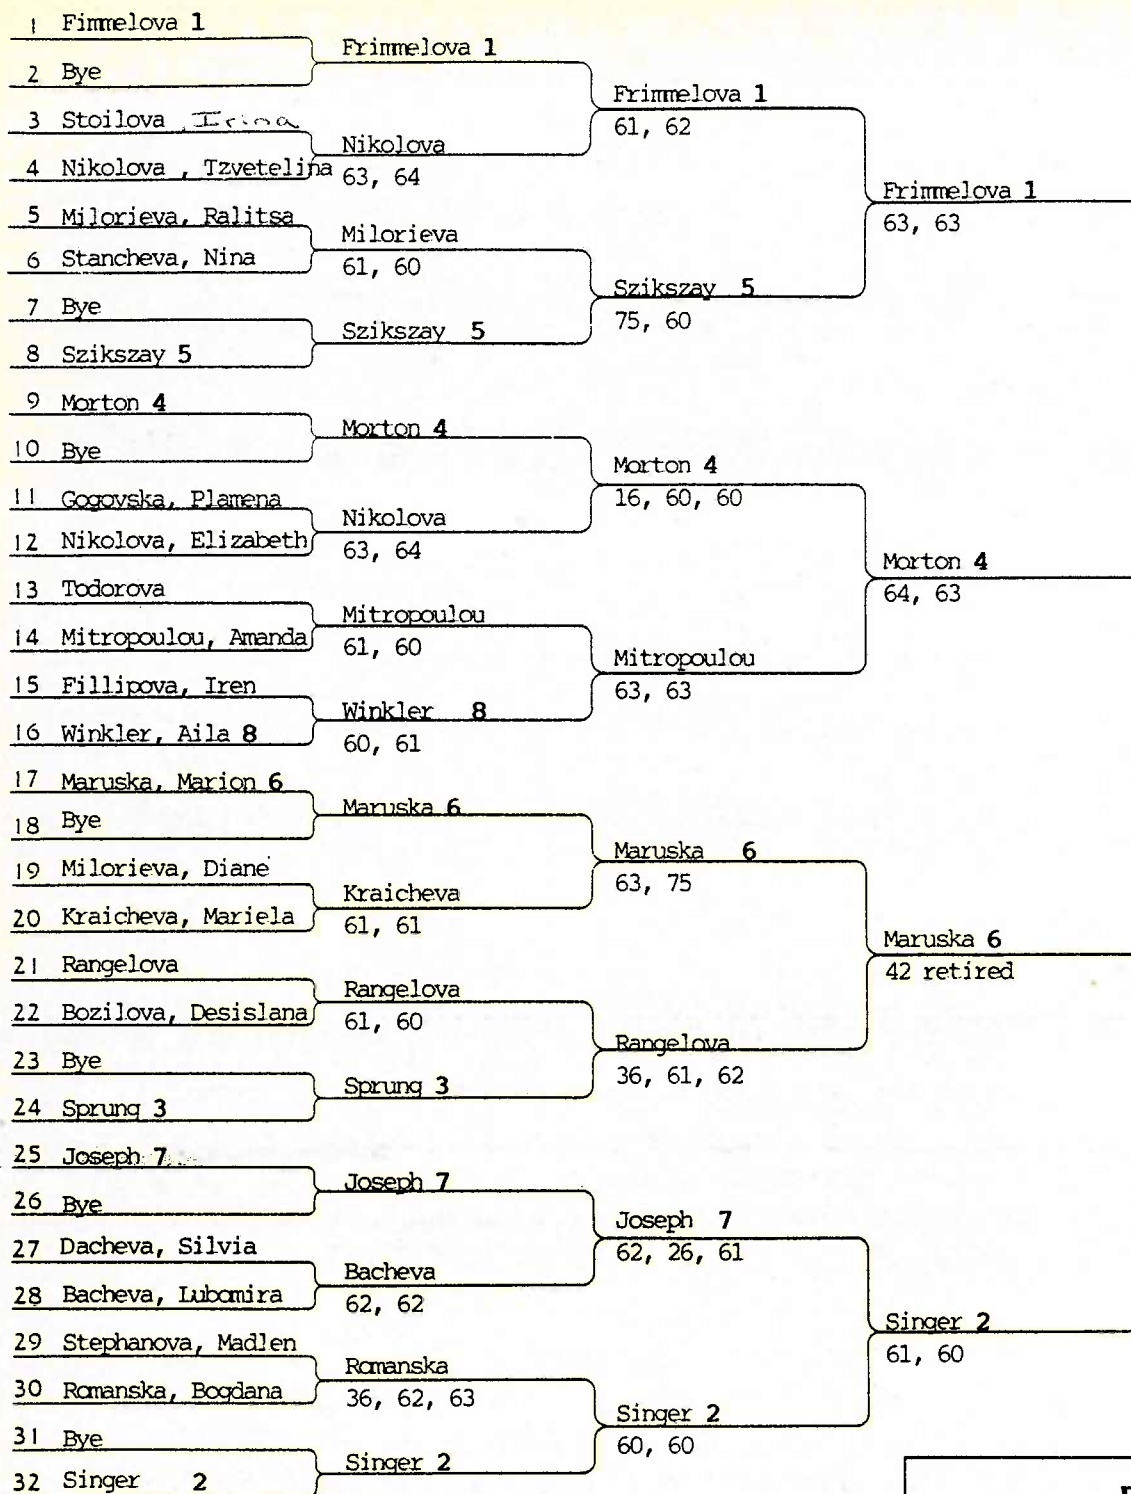 1 Fimmelova 1
2 Bye
3 Stoilova , Irina
4 Nikolova , Tzvetelina
5 Milorieva, Ralitsa
6 Stancheva, Nina
7 Bye
8 Szikszay 5
9 Morton 4
10 Bye
11 Gogovska, Plamena
12 Nikolova, Elizabeth
13 Todorova
14 Mitropoulou, Amanda
15 Fillipova, Iren
16 Winkler, Aila 8
17 Maruska, Marion 6
18 Bye
19 Milorieva, Diane
20 Kraicheva, Mariela
21 Rangelova
22 Bozilova, Desislana
23 Bye
24 Sprung 3
25 Joseph 7
26 Bye
27 Dacheva, Silvia
28 Bacheva, Lubomira
29 Stephanova, Madlen
30 Romanska, Bogdana
31 Bye
32 Singer 2
Frimmelova 1
Nikolova
63, 64
Milorieva
61, 60
Szikszay 5
Morton 4
Nikolova
63, 64
Mitropoulou
61, 60
Winkler 8
60, 61
Maruska 6
Kraicheva
61, 61
Rangelova
61, 60
Sprung 3
Joseph 7
Bacheva
62, 62
Romanska
36, 62, 63
Singer 2
Frimmelova 1
61, 62
Szikszay 5
75, 60
Morton 4
16, 60, 60
Mitropoulou
63, 63
Maruska 6
63, 75
Rangelova
36, 61, 62
Joseph 7
62, 26, 61
Singer 2
60, 60
Frimmelova 1
63, 63
Morton 4
64, 63
Maruska 6
42 retired
Singer 2
61, 60